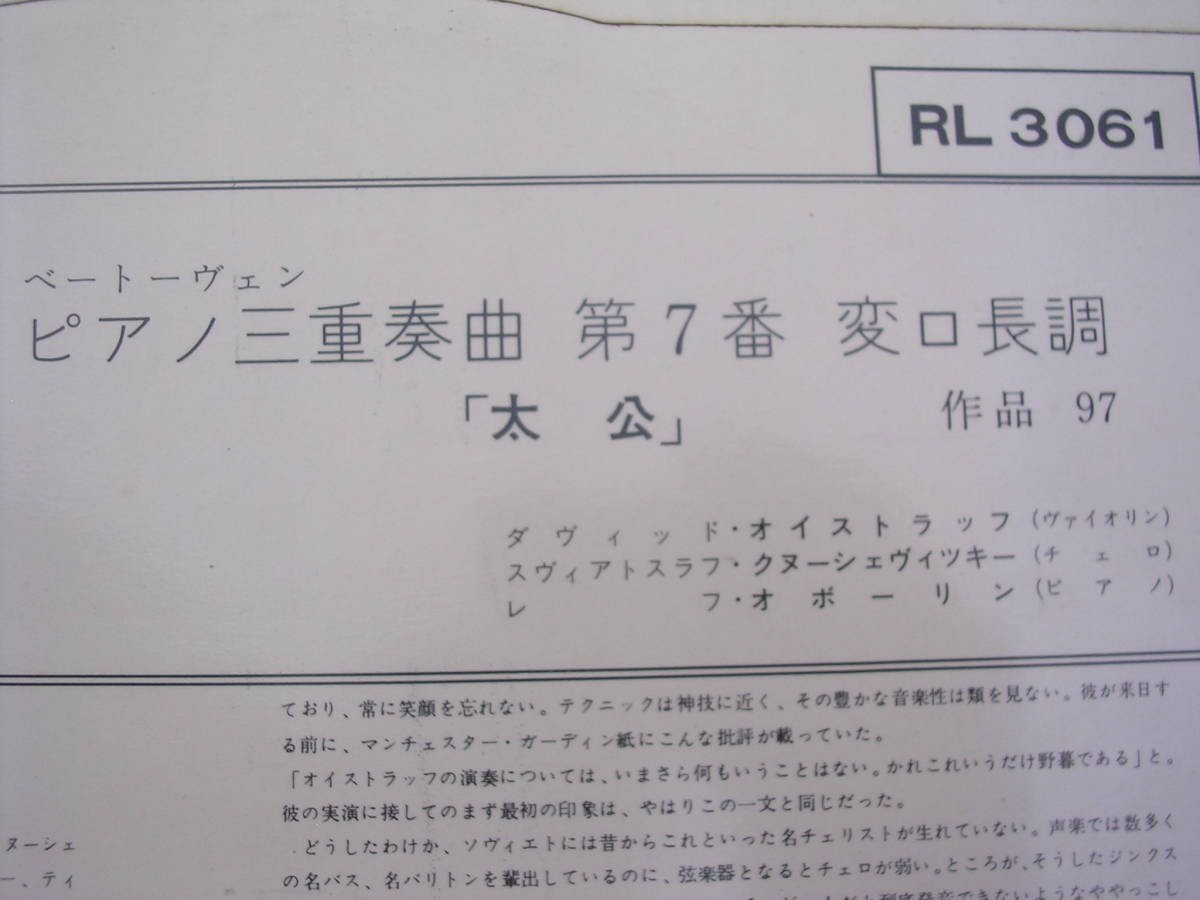 RL 3061
ベートーヴェン
ピアノ三重奏曲 第7番 変ロ長調
「太 公」 作品 97
ダヴィッド・オイストラッフ (ヴァイオリン)
スヴィアトスラフ・クヌーシェヴィツキー (チェロ)
レフ・オボーリン (ピアノ)
ており、常に笑顔を忘れない。テクニックは神技に近く、その豊かな音楽性は類を見ない。彼が来日す
る前に、マンチェスター・ガーディン紙にこんな批評が載っていた。
「オイストラッフの演奏については、いまさら何もいうことはない。かれこれいうだけ野暮である」と。
彼の実演に接してのまず最初の印象は、やはりこの一文と同じだった。
どうしたわけか、ソヴィエトには昔からこれといった名チェリストが生れていない。声楽では数多く
の名バス、名バリトンを輩出しているのに、弦楽器となるとチェロが弱い。ところが、そうしたジンクス
ヌーシェ
ー、ティ